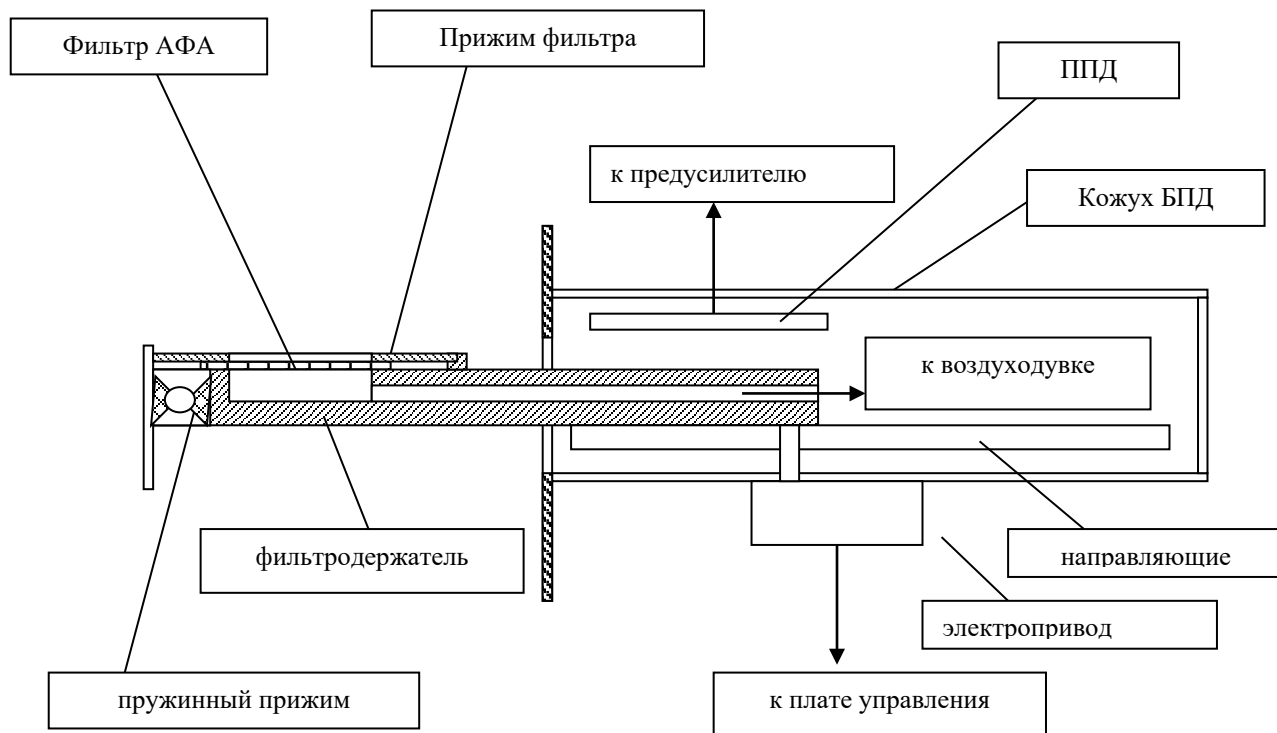 Фильтр АФА
Прижим фильтра
ППД
к предусилителю
Кожух БПД
к воздуходувке
фильтродержатель
направляющие
электропривод
пружинный прижим
к плате управления